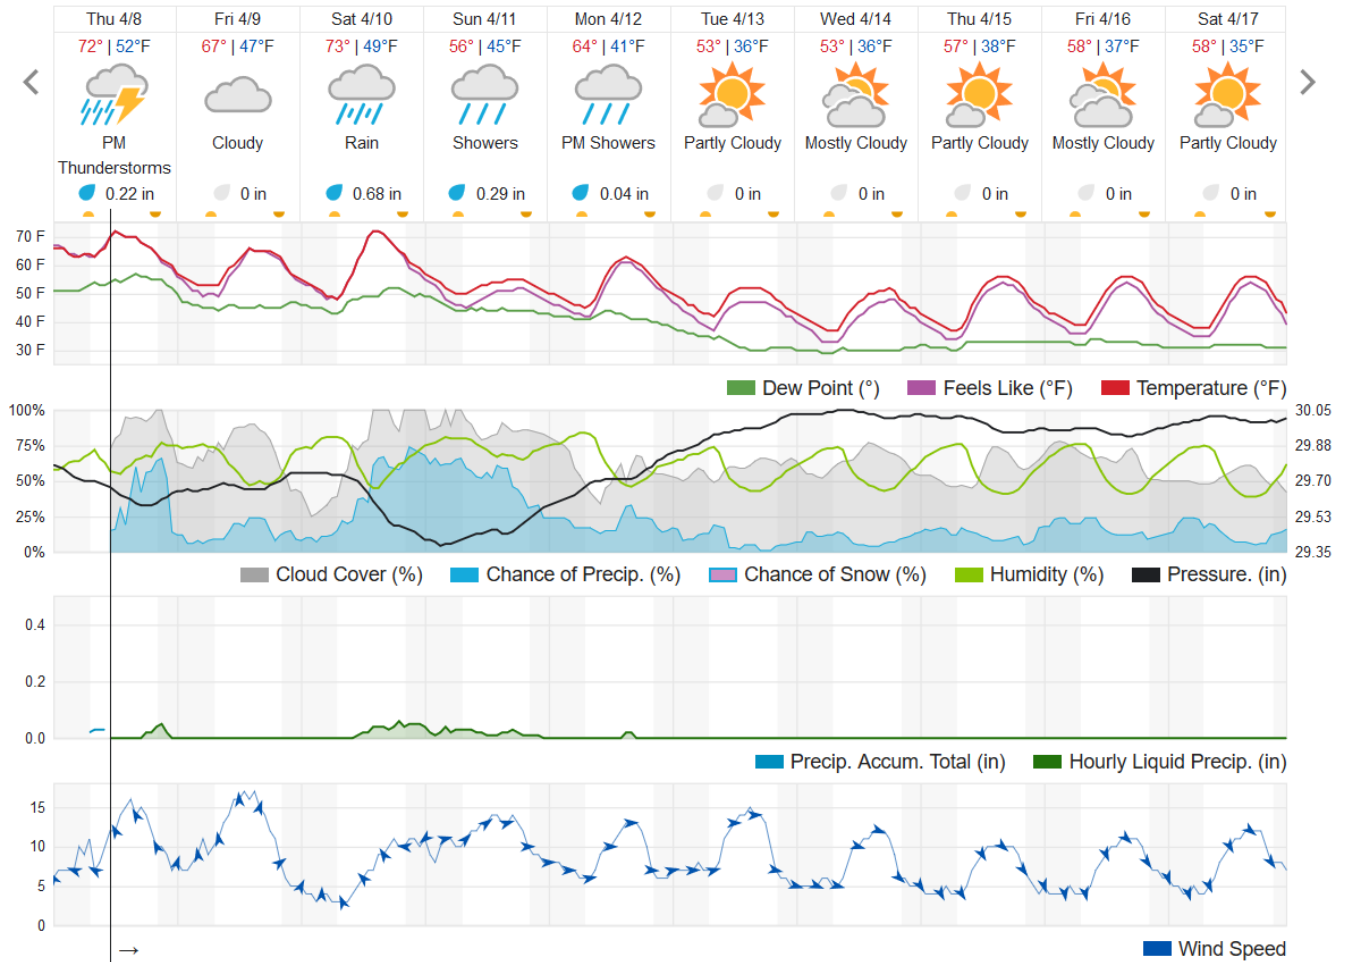 Thu 4/8 Fri 4/9 Sat 4/10 Sun 4/11 Mon 4/12 Tue 4/13 Wed 4/14 Thu 4/15 Fri 4/16 Sat 4/17
72° | 52°F 67° | 47°F 73° | 49°F 56° | 45°F 64° | 41°F 53° | 36°F 53° | 36°F 57° | 38°F 58° | 37°F 58° | 35°F
PM Thunderstorms Cloudy Rain Showers PM Showers Partly Cloudy Mostly Cloudy Partly Cloudy Mostly Cloudy Partly Cloudy
0.22 in 0 in 0.68 in 0.29 in 0.04 in 0 in 0 in 0 in 0 in 0 in
70 F
60 F
50 F
40 F
30 F
Dew Point (°) Feels Like (°F) Temperature (°F)
100% 30.05
75% 29.88
50% 29.70
25% 29.53
0% 29.35
Cloud Cover (%) Chance of Precip. (%) Chance of Snow (%) Humidity (%) Pressure. (in)
0.4
0.2
0.0
Precip. Accum. Total (in) Hourly Liquid Precip. (in)
15
10
5
0
→
Wind Speed